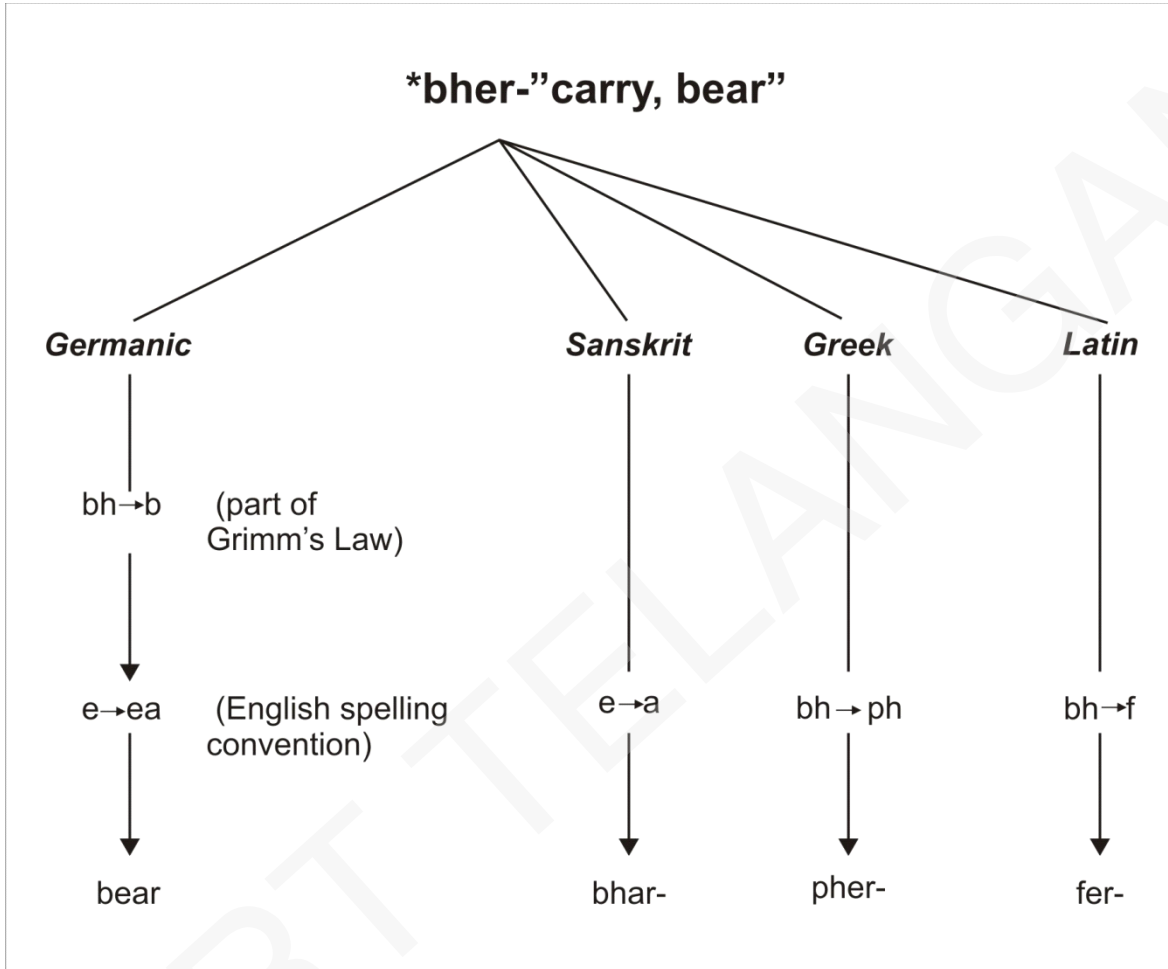 *bher-”carry, bear”
Germanic Sanskrit Greek Latin
bh→b (part of
Grimm’s Law)
e→ea (English spelling
convention)
e→a
bh→ph
bh→f
bear bhar- pher- fer-